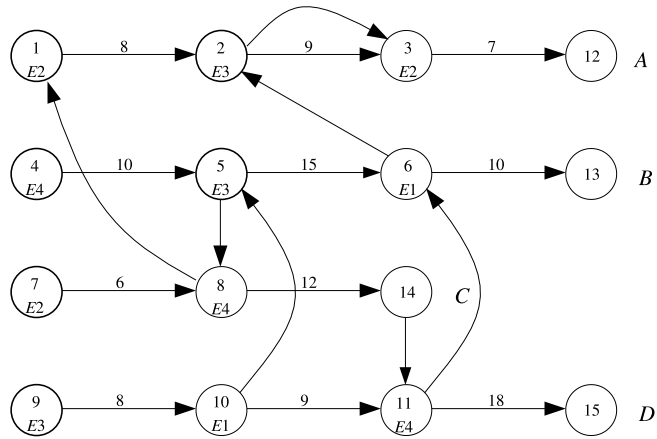 8 9 7
1 2 3 12 A
E2 E3 E2
10 15 10
4 5 6 13 B
E4 E3 E1
6 12
7 8 14 C
E2 E4
8 9 18
9 10 11 15 D
E3 E1 E4